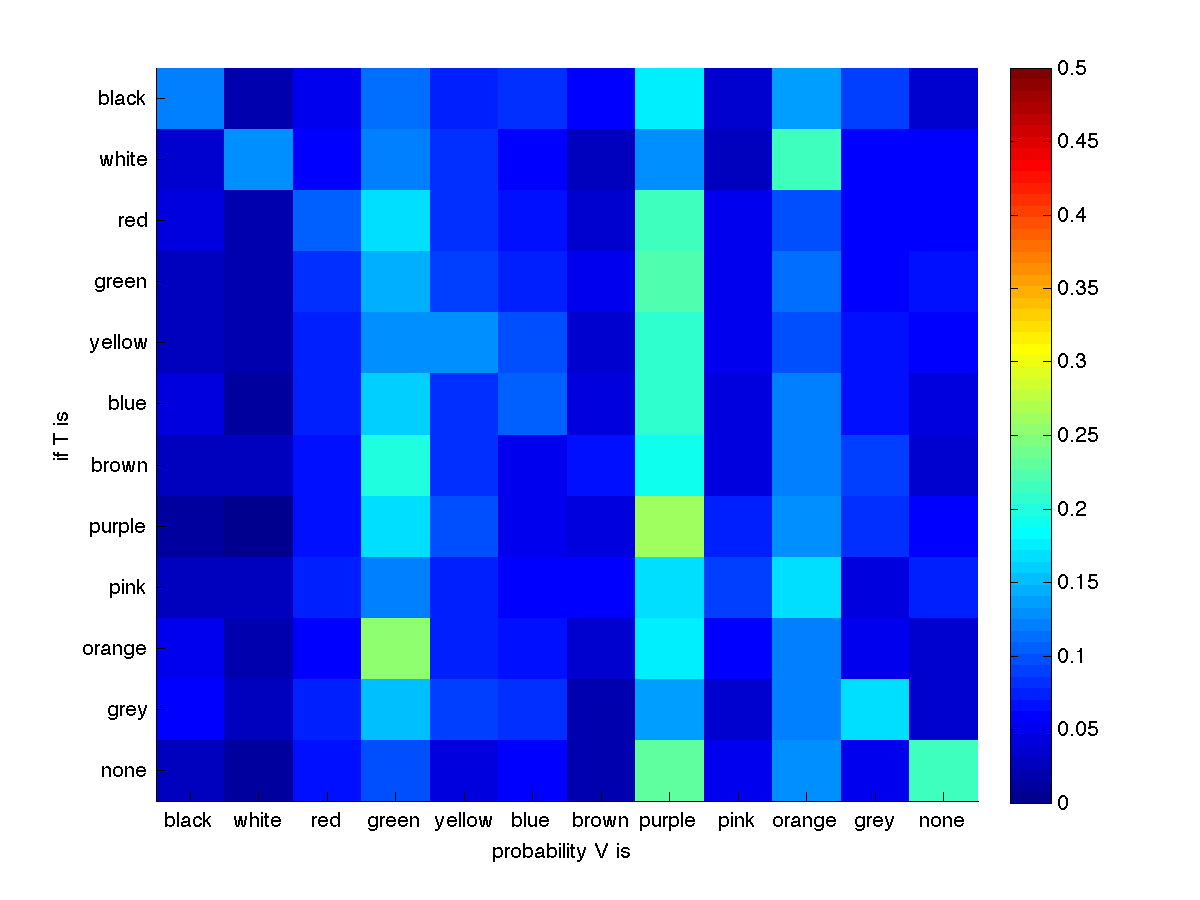 black
white
red
green
yellow
blue
brown
purple
pink
orange
grey
none
if T is
black white red green yellow blue brown purple pink orange grey none
probability V is
0.5
0.45
0.4
0.35
0.3
0.25
0.2
0.15
0.1
0.05
0